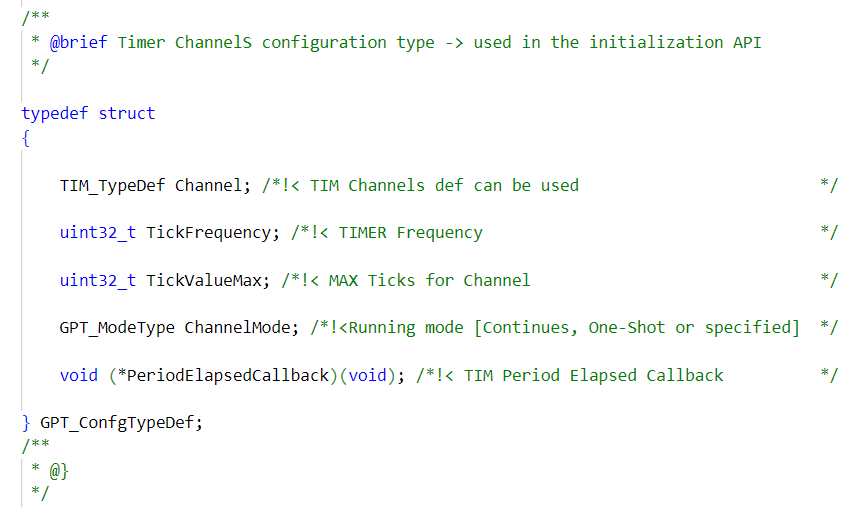 /**
 * @brief Timer ChannelS configuration type -> used in the initialization API
 */
typedef struct
{
    TIM_TypeDef Channel; /*!< TIM Channels def can be used                         */
    uint32_t TickFrequency; /*!< TIMER Frequency                                   */
    uint32_t TickValueMax; /*!< MAX Ticks for Channel                              */
    GPT_ModeType ChannelMode; /*!<Running mode [Continues, One-Shot or specified]  */
    void (*PeriodElapsedCallback)(void); /*!< TIM Period Elapsed Callback          */
} GPT_ConfgTypeDef;
/**
 * @}
 */